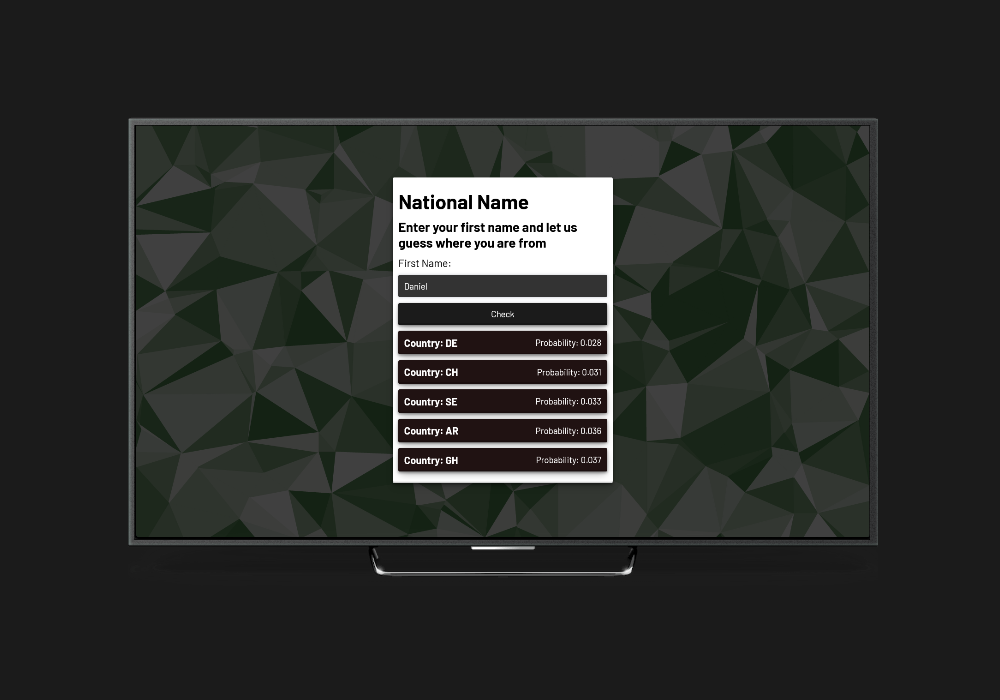 National Name
Enter your first name and let us
guess where you are from
First Name:
Daniel
Check
Country: DE Probability: 0.028
Country: CH Probability: 0.031
Country: SE Probability: 0.033
Country: AR Probability: 0.036
Country: GH Probability: 0.037